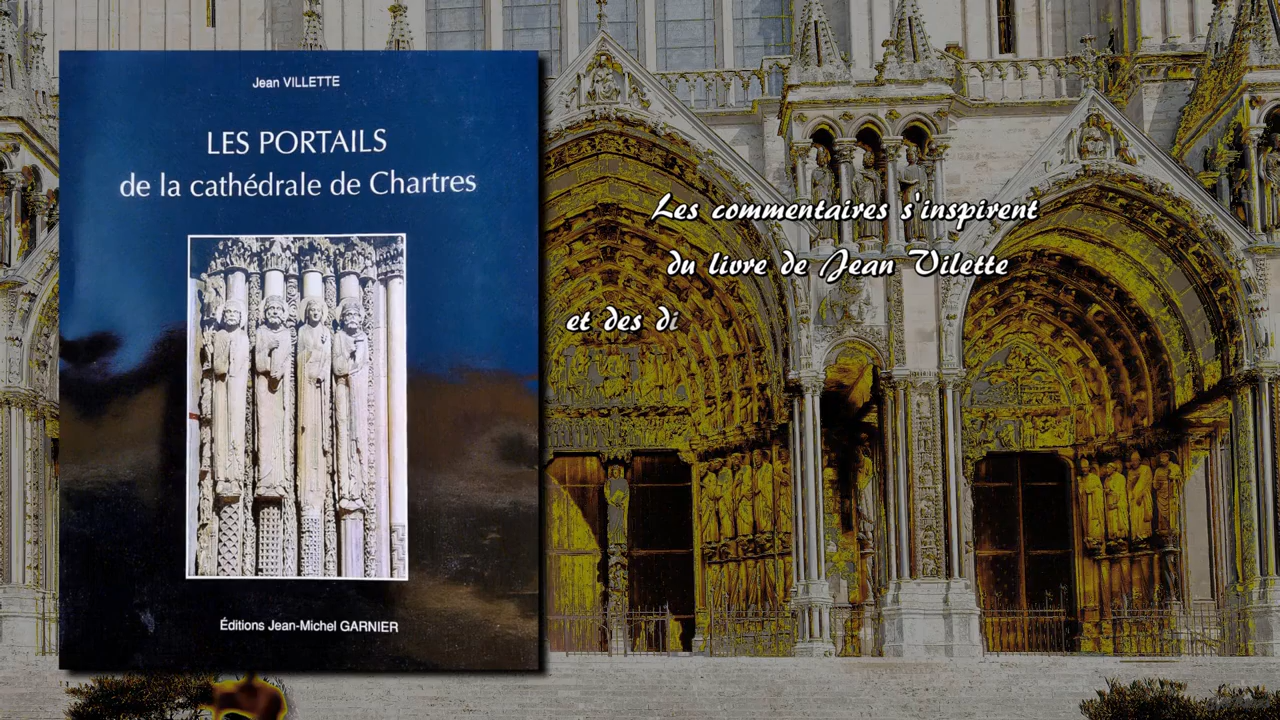 Jean VILLETTE
LES PORTAILS
de la cathédrale de Chartres
Éditions Jean-Michel GARNIER
Les commentaires s'inspirent
du livre de Jean Vilette
et des di